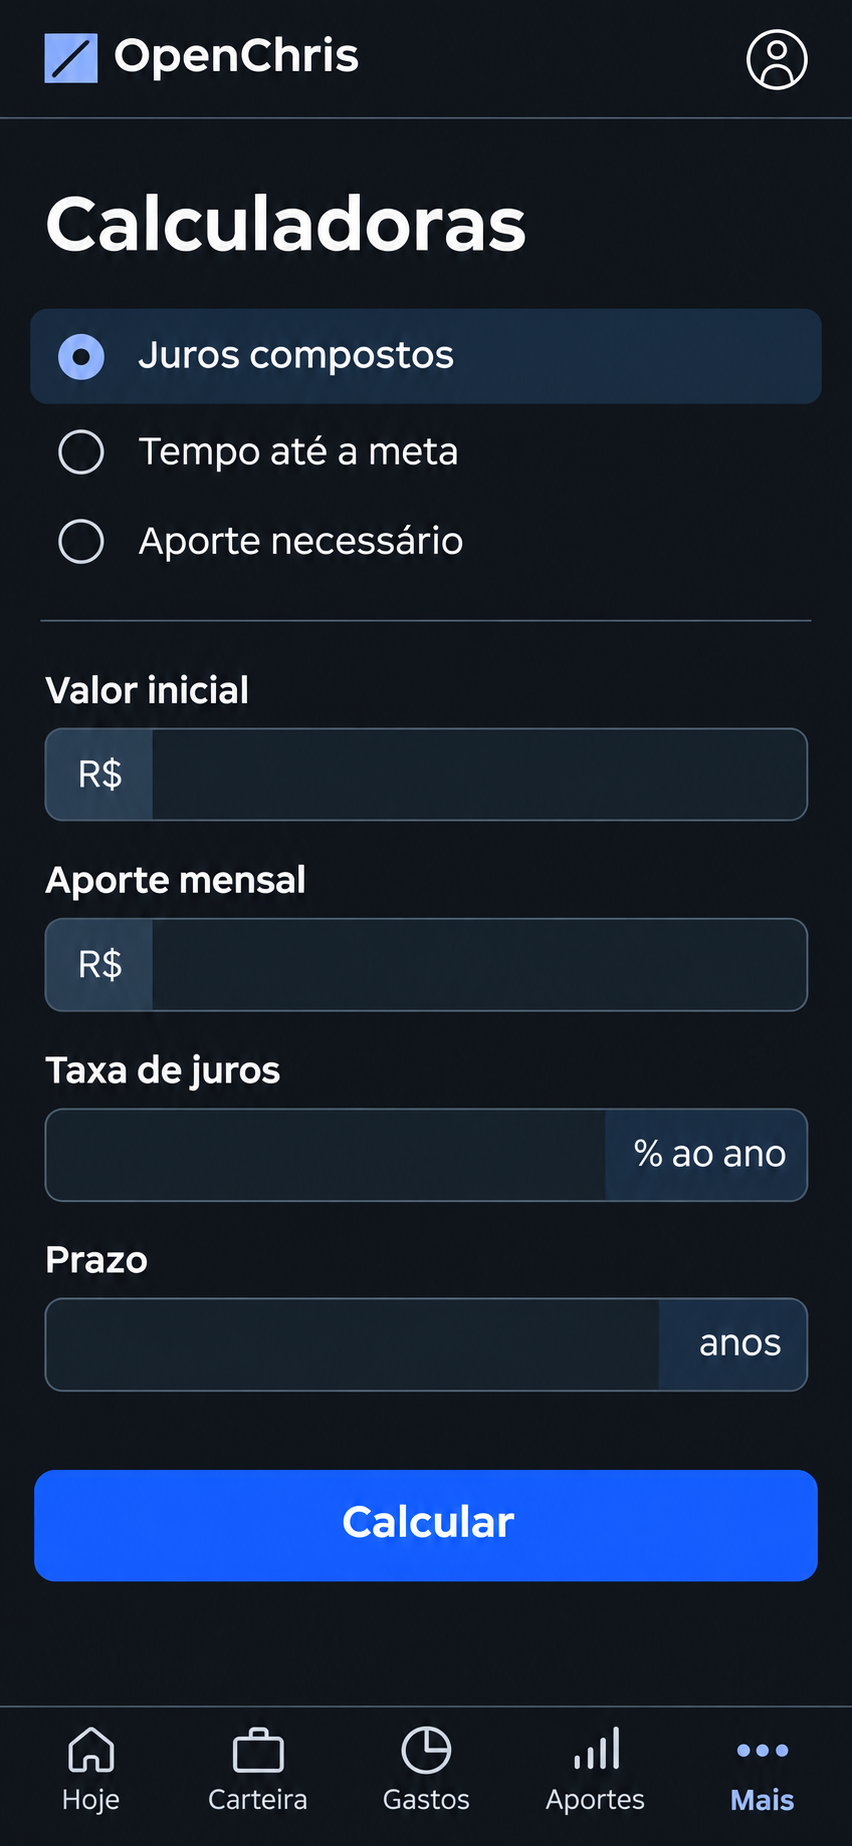 OpenChris
Calculadoras
Juros compostos
Tempo até a meta
Aporte necessário
Valor inicial
R$
Aporte mensal
R$
Taxa de juros
% ao ano
Prazo
anos
Calcular
Hoje
Carteira
Gastos
Aportes
Mais